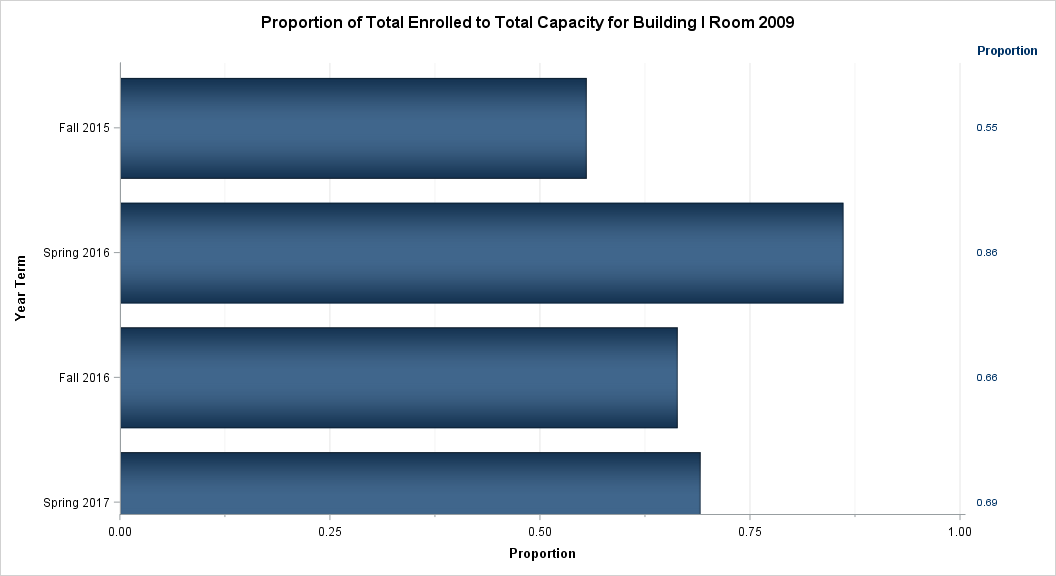 Proportion of Total Enrolled to Total Capacity for Building I Room 2009
Proportion
Fall 2015 0.55
Spring 2016 0.86
Fall 2016 0.66
Spring 2017 0.69
Year Term
0.00 0.25 0.50 0.75 1.00
Proportion